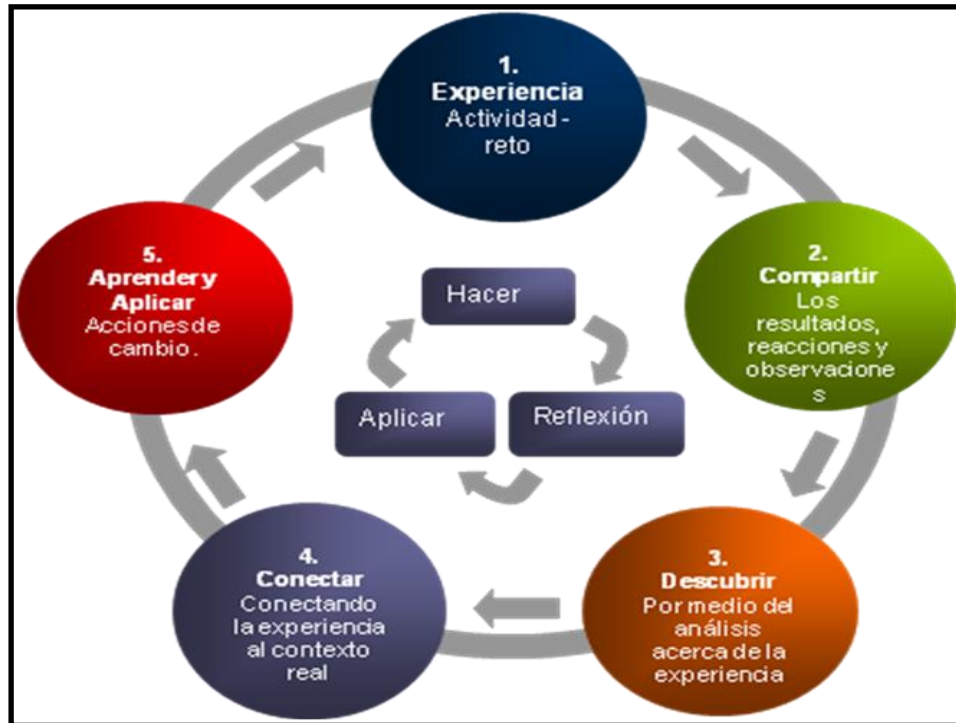 1.
Experiencia
Actividad -
reto
2.
Compartir
Los
resultados,
reacciones y
observacione
s
3.
Descubrir
Por medio del
análisis
acerca de la
experiencia
4.
Conectar
Conectando
la experiencia
al contexto
real
5.
Aprender y
Aplicar
Acciones de
cambio.
Hacer
Reflexión
Aplicar